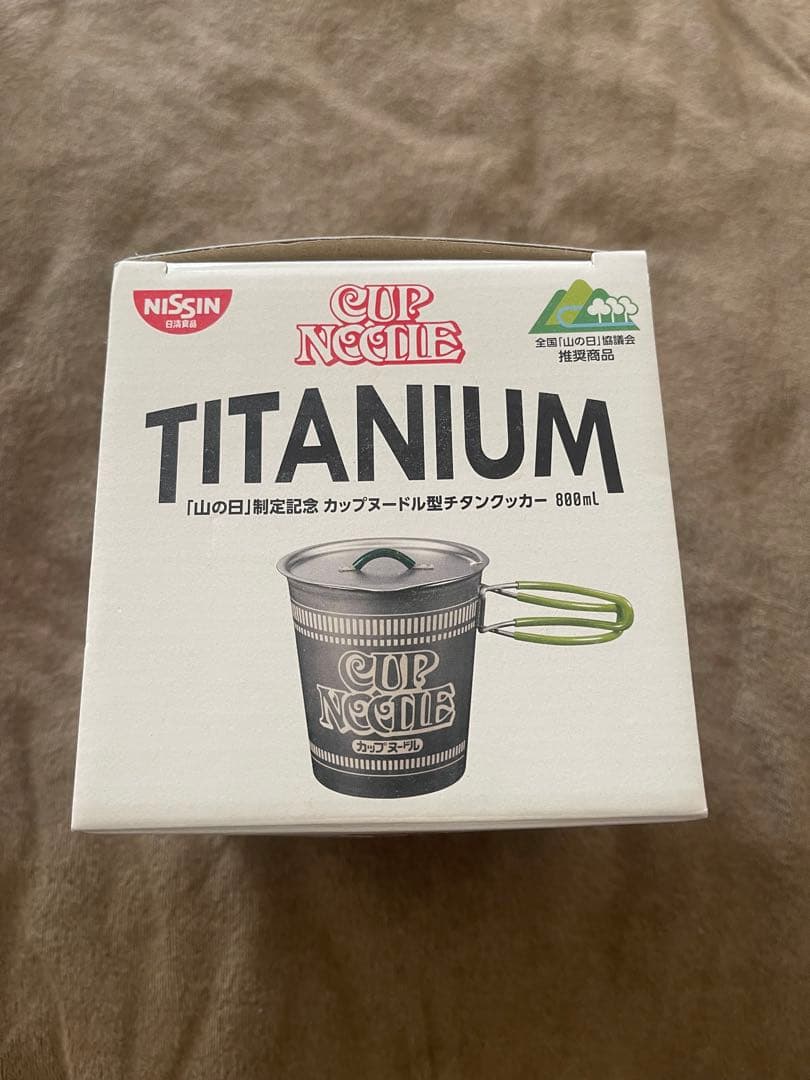 NISSIN
日清食品
CUP
NOODLE
全国「山の日」協議会
推奨商品
TITANIUM
「山の日」制定記念 カップヌードル型チタンクッカー 800mL
CUP
NOODLE
カップヌードル